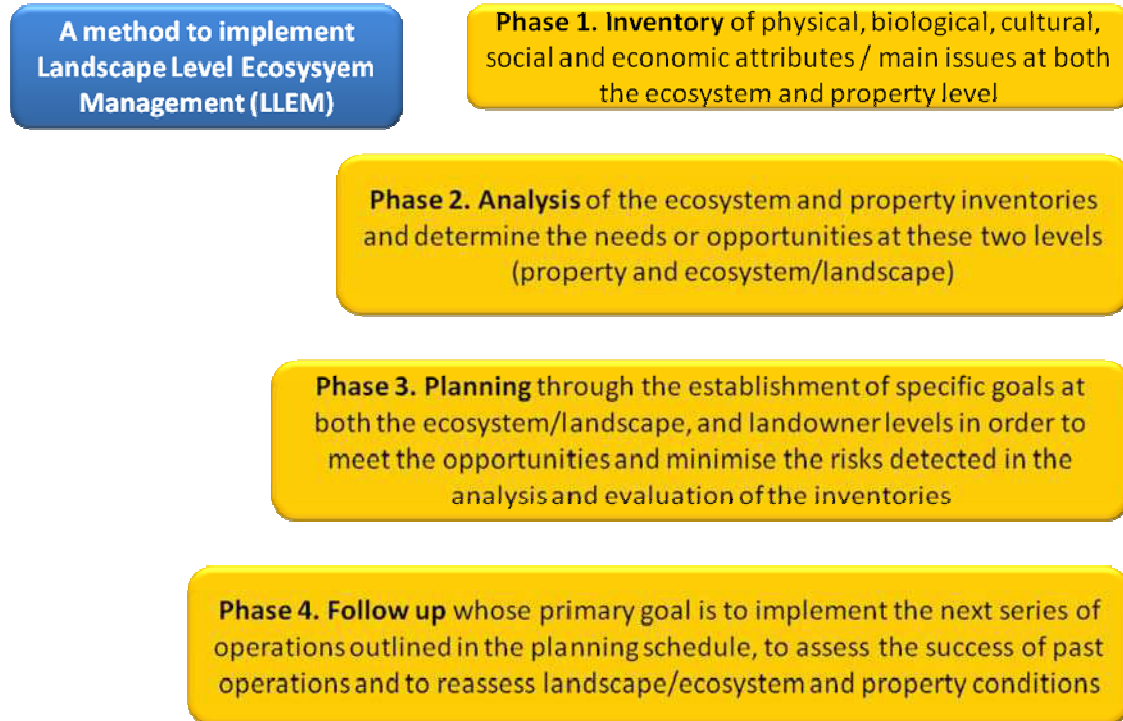 A method to implement
Landscape Level Ecosysyem
Management (LLEM)
Phase 1. Inventory of physical, biological, cultural,
social and economic attributes / main issues at both
the ecosystem and property level
Phase 2. Analysis of the ecosystem and property inventories
and determine the needs or opportunities at these two levels
(property and ecosystem/landscape)
Phase 3. Planning through the establishment of specific goals at
both the ecosystem/landscape, and landowner levels in order to
meet the opportunities and minimise the risks detected in the
analysis and evaluation of the inventories
Phase 4. Follow up whose primary goal is to implement the next series of
operations outlined in the planning schedule, to assess the success of past
operations and to reassess landscape/ecosystem and property conditions